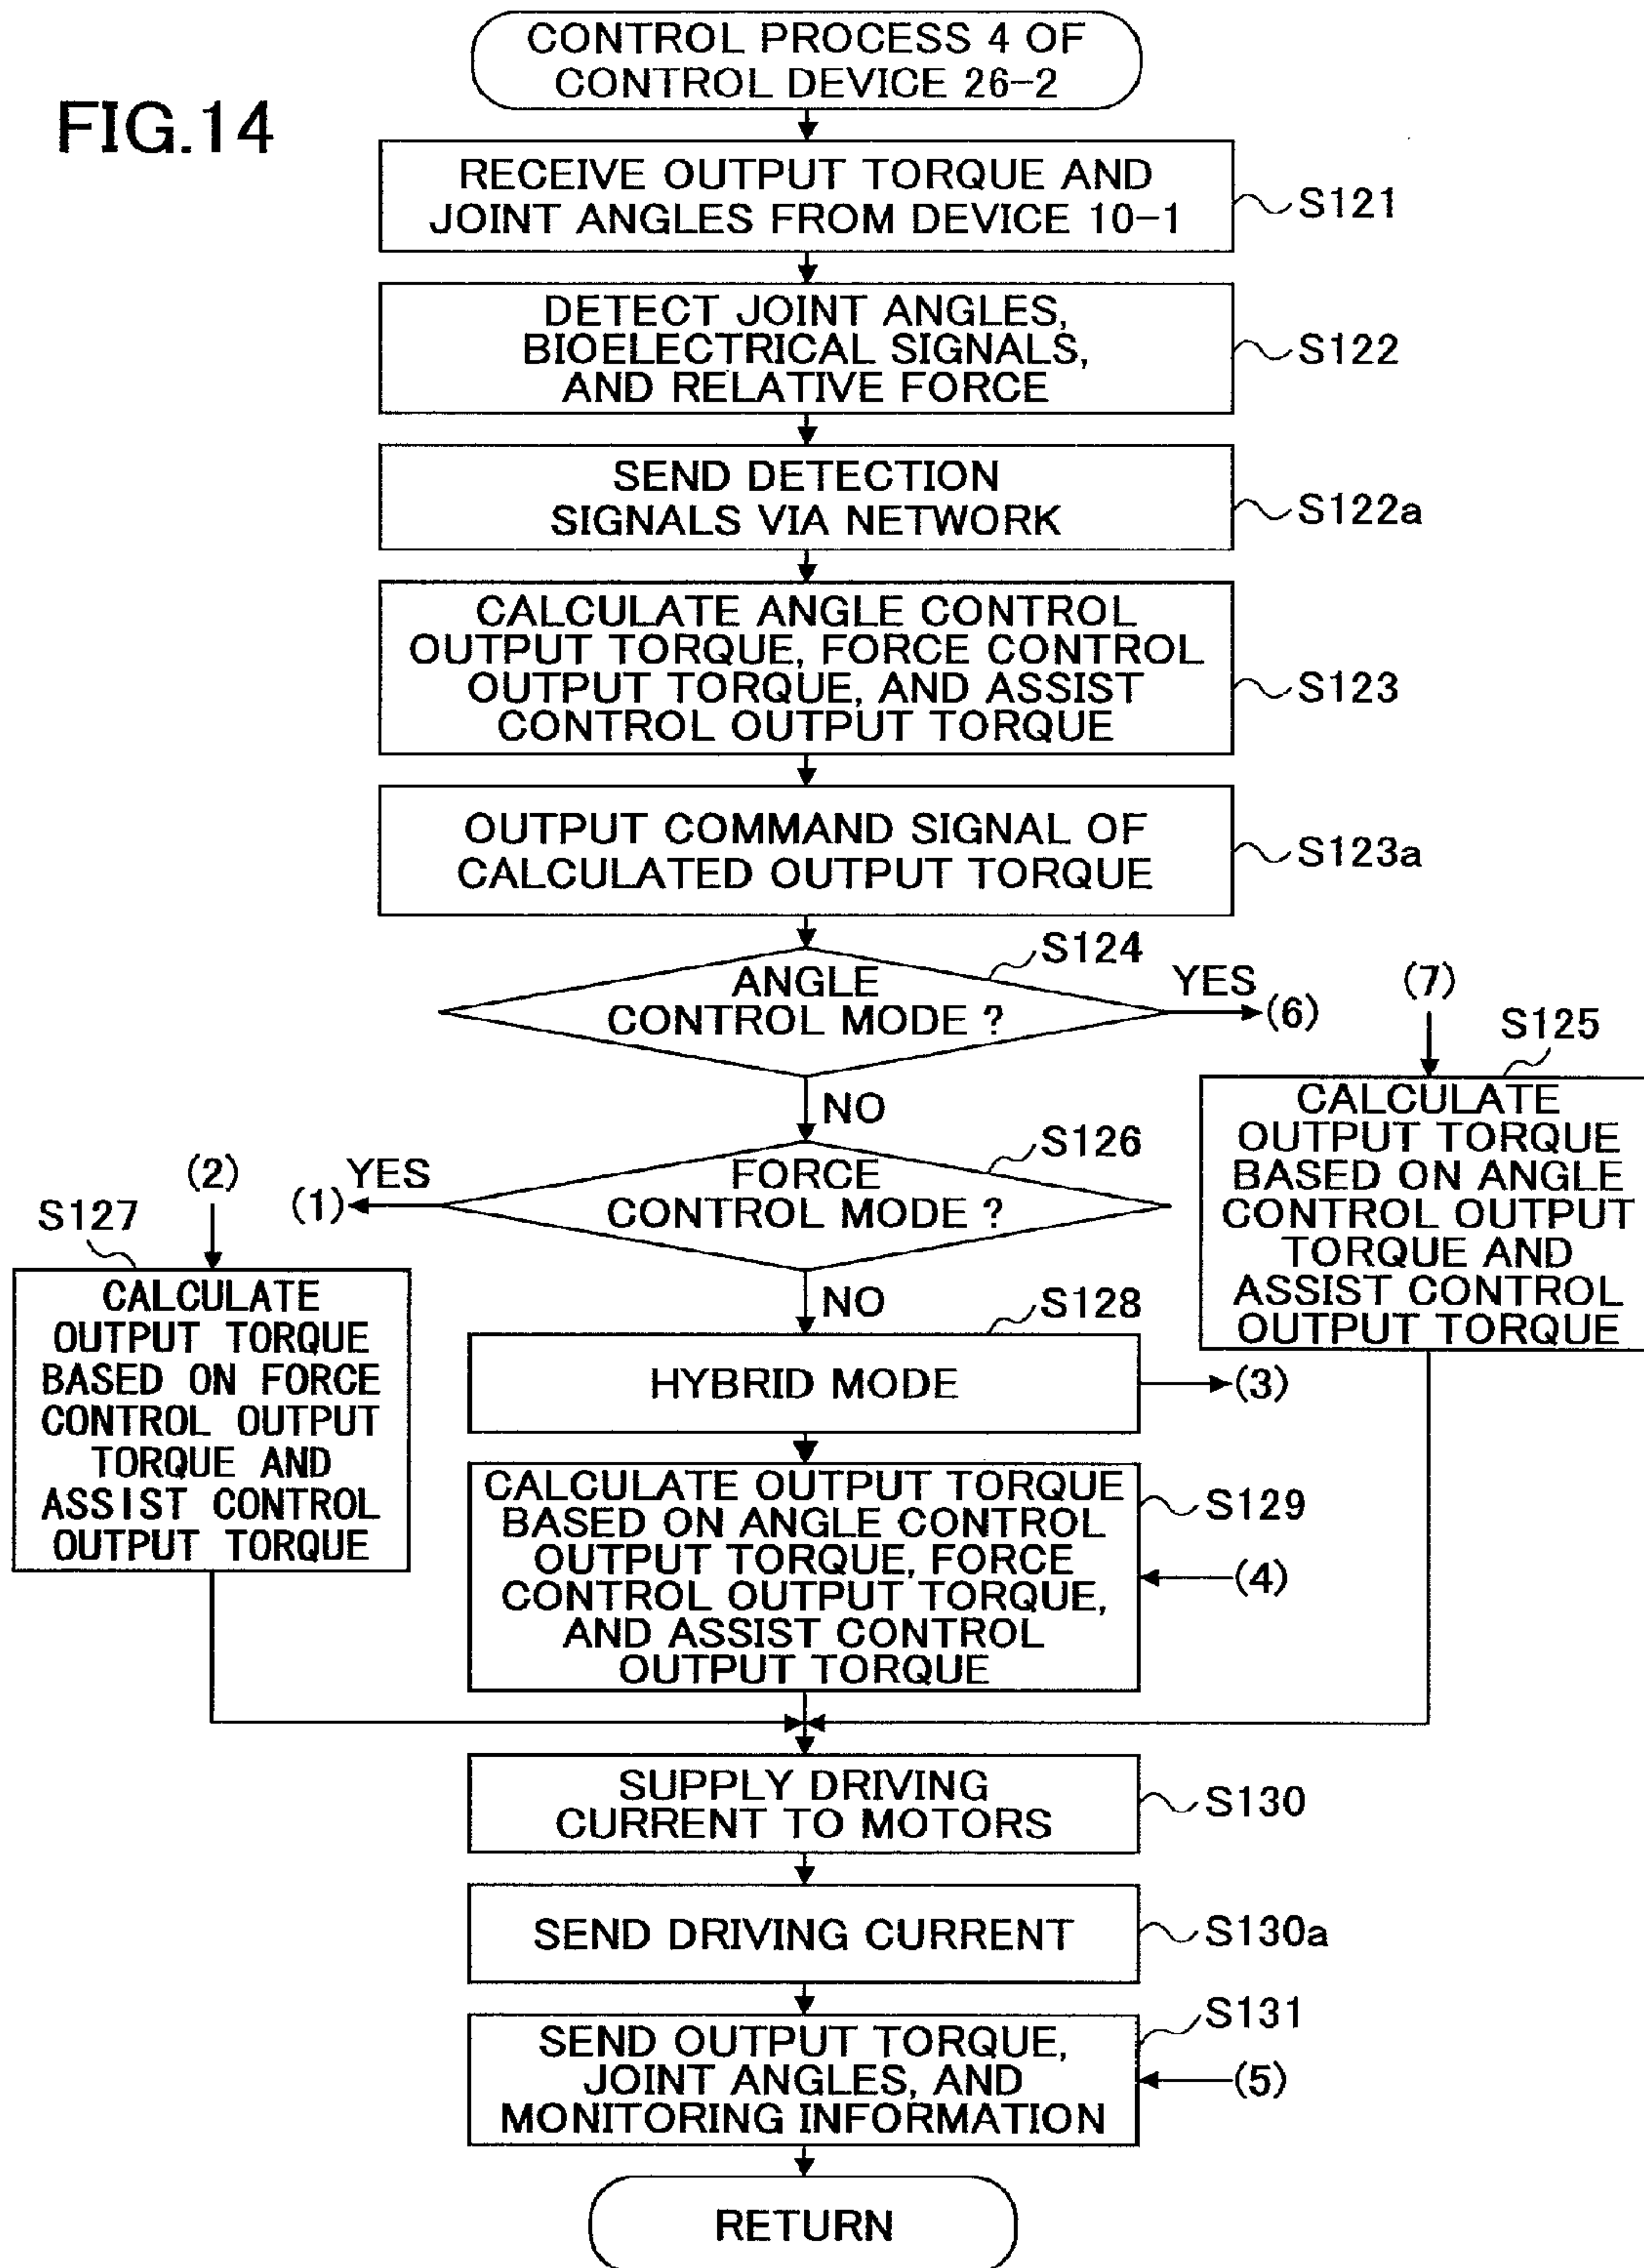 FIG.14
CONTROL PROCESS 4 OF
CONTROL DEVICE 26-2
RECEIVE OUTPUT TORQUE AND
JOINT ANGLES FROM DEVICE 10-1
S121
DETECT JOINT ANGLES,
BIOELECTRICAL SIGNALS,
AND RELATIVE FORCE
S122
SEND DETECTION
SIGNALS VIA NETWORK
S122a
CALCULATE ANGLE CONTROL
OUTPUT TORQUE, FORCE CONTROL
OUTPUT TORQUE, AND ASSIST
CONTROL OUTPUT TORQUE
S123
OUTPUT COMMAND SIGNAL OF
CALCULATED OUTPUT TORQUE
S123a
S124
ANGLE
CONTROL MODE ?
YES
(6)
NO
(7)
S125
CALCULATE
OUTPUT TORQUE
BASED ON ANGLE
CONTROL OUTPUT
TORQUE AND
ASSIST CONTROL
OUTPUT TORQUE
S126
FORCE
CONTROL MODE ?
YES
(1)
NO
(2)
S127
CALCULATE
OUTPUT TORQUE
BASED ON FORCE
CONTROL OUTPUT
TORQUE AND
ASSIST CONTROL
OUTPUT TORQUE
S128
HYBRID MODE
(3)
CALCULATE OUTPUT TORQUE
BASED ON ANGLE CONTROL
OUTPUT TORQUE, FORCE
CONTROL OUTPUT TORQUE,
AND ASSIST CONTROL
OUTPUT TORQUE
S129
(4)
SUPPLY DRIVING
CURRENT TO MOTORS
S130
SEND DRIVING CURRENT
S130a
S131
SEND OUTPUT TORQUE,
JOINT ANGLES, AND
MONITORING INFORMATION
(5)
RETURN